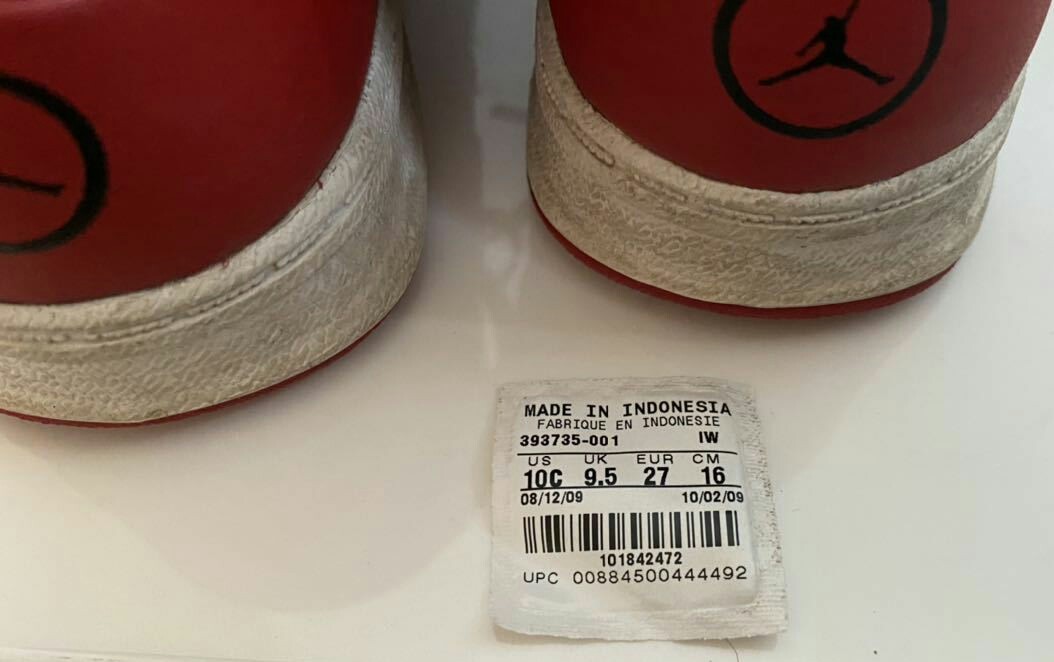 MADE IN INDONESIA
FABRIQUE EN INDONESIE
393735-001 IW
US UK EUR CM
10C 9.5 27 16
08/12/09 10/02/09
101842472
UPC 00884500444492